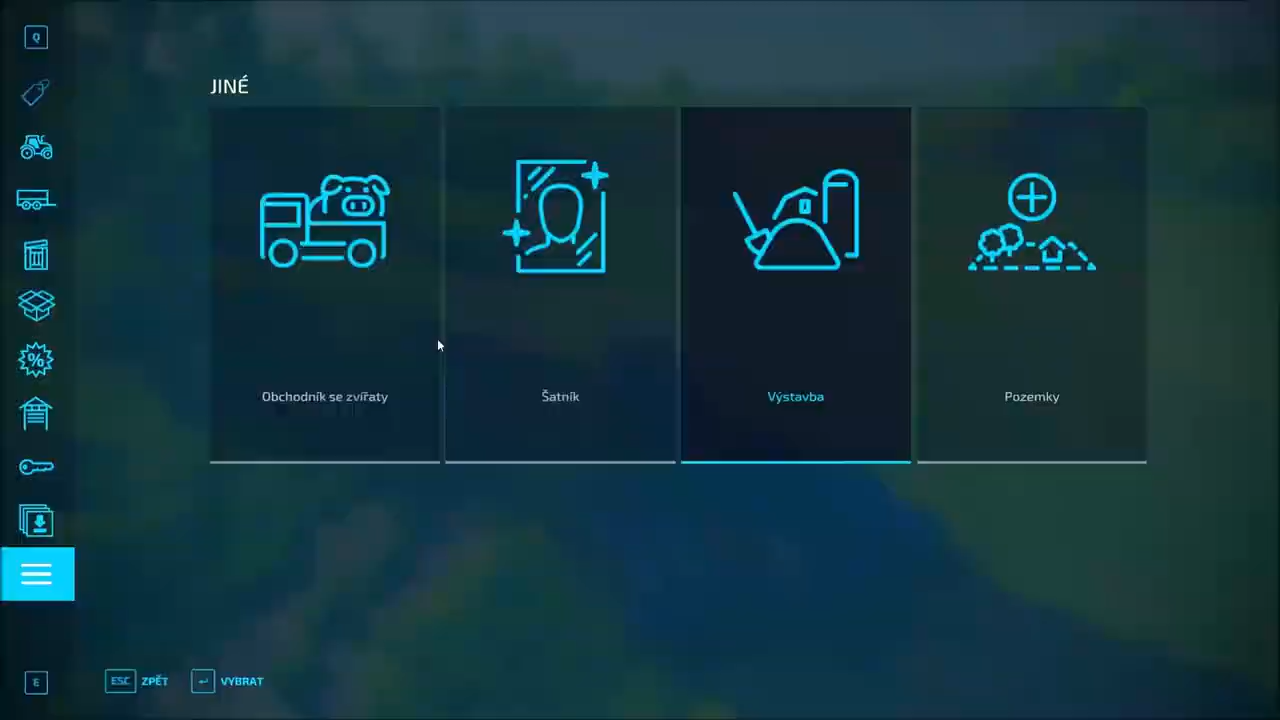 Q
JINÉ
Obchodník se zvířaty
Šatník
Výstavba
Pozemky
%
E
ESC ZPĚT
VYBRAT